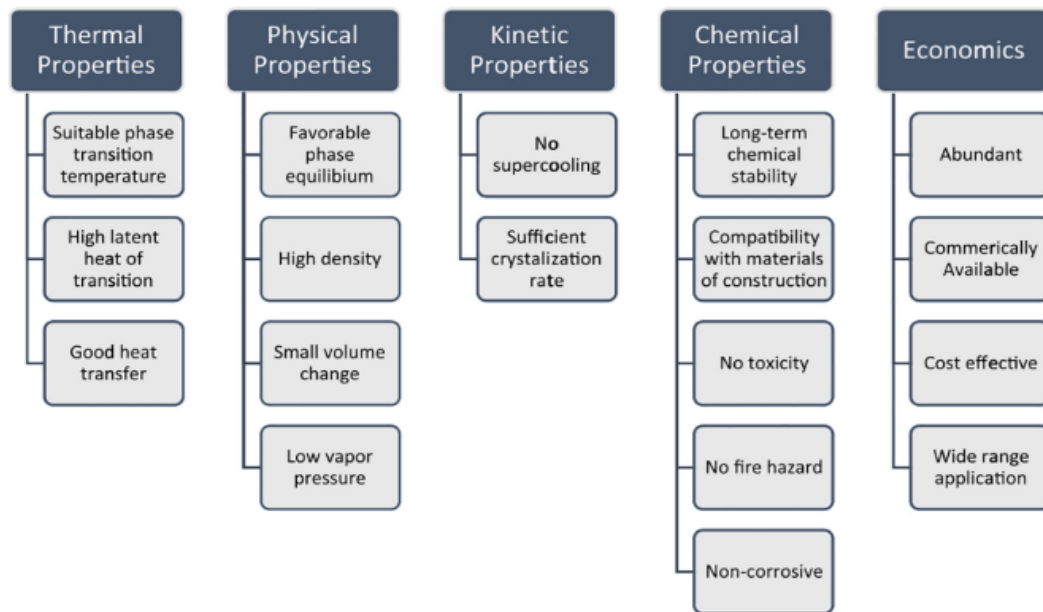 Thermal
Properties
Suitable phase
transition
temperature
High latent
heat of
transition
Good heat
transfer
Physical
Properties
Favorable
phase
equilibium
High density
Small volume
change
Low vapor
pressure
Kinetic
Properties
No
supercooling
Sufficient
crystalization
rate
Chemical
Properties
Long-term
chemical
stability
Compatibility
with materials
of construction
No toxicity
No fire hazard
Non-corrosive
Economics
Abundant
Commerically
Available
Cost effective
Wide range
application